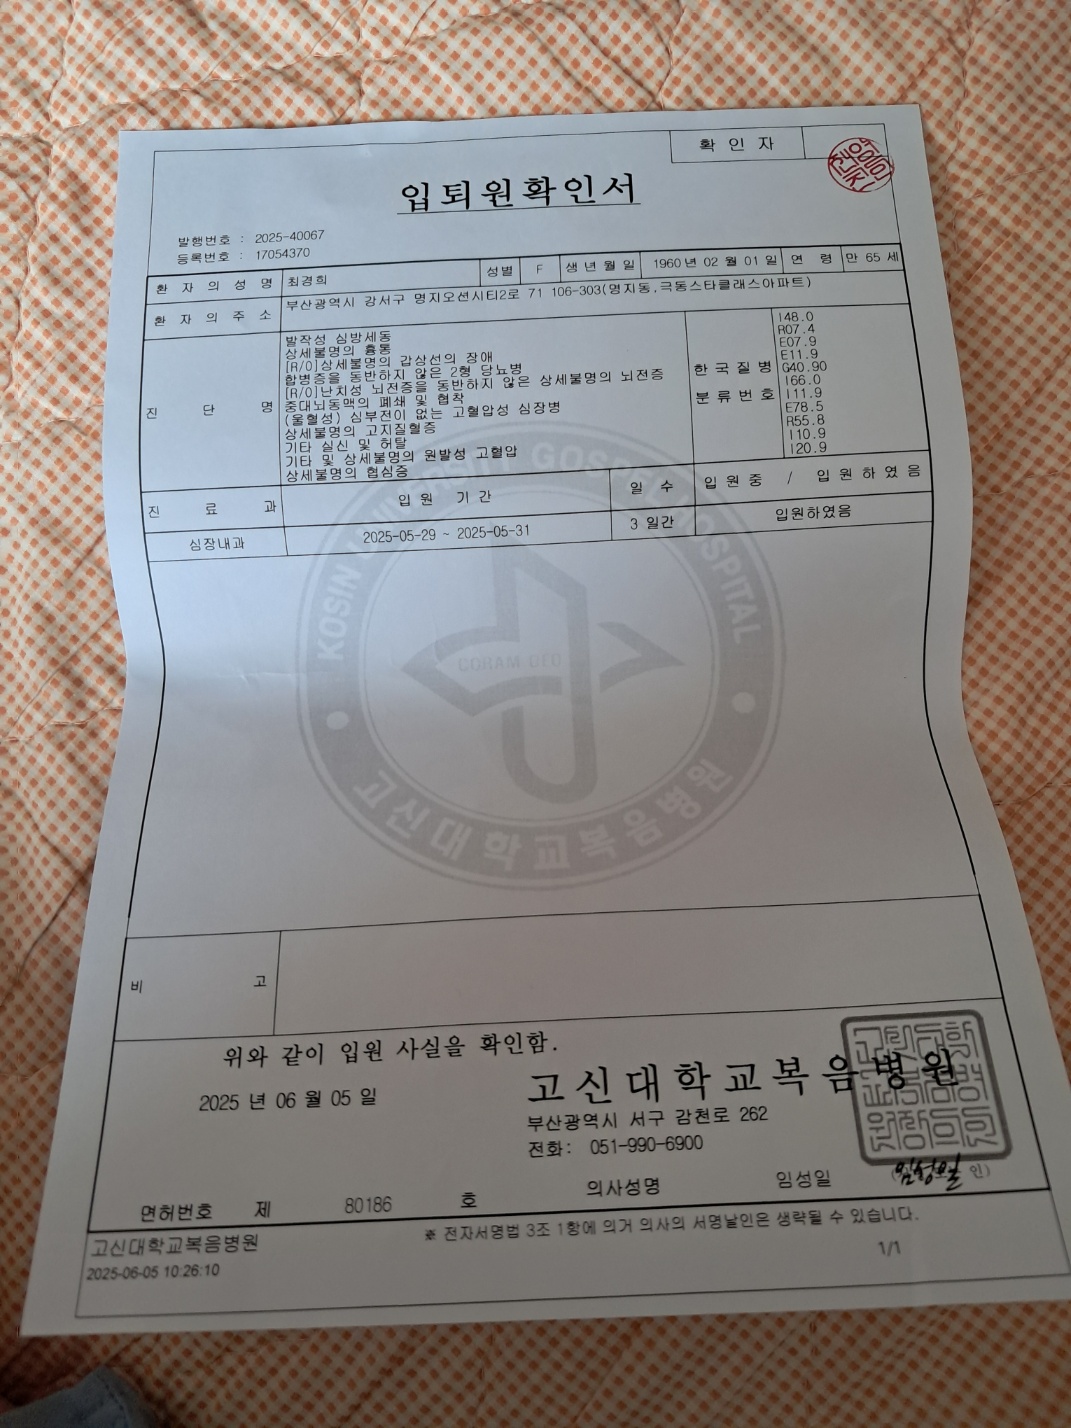 확 인 자
입퇴원확인서
발행번호 : 2025-40067
등록번호 : 17054370
환 자 의 성 명 최경희 성별 F 생 년 월 일 1960 년 02 월 01 일 연 령 만 65 세
환 자 의 주 소 부산광역시 강서구 명지오션시티2로 71 106-303(명지동,극동스타클래스아파트)
진 단 명
발작성 심방세동
상세불명의 흉통
[R/O]상세불명의 갑상선의 장애
합병증을 동반하지 않은 2형 당뇨병
[R/O]난치성 뇌전증을 동반하지 않은 상세불명의 뇌전증
중대뇌동맥의 폐쇄 및 협착
(울혈성) 심부전이 없는 고혈압성 심장병
상세불명의 고지질혈증
기타 실신 및 허탈
기타 및 상세불명의 원발성 고혈압
상세불명의 협심증
한 국 질 병
분 류 번 호
I48.0
R07.4
E07.9
E11.9
G40.90
I66.0
I11.9
E78.5
R55.8
I10.9
I20.9
진 료 과 입 원 기 간 일 수 입 원 중 / 입 원 하 였 음
심장내과 2025-05-29 ~ 2025-05-31 3 일간 입원하였음
KOSIN UNIVERSITY GOSPEL HOSPITAL
CORAM DEO
고신대학교복음병원
비 고
위와 같이 입원 사실을 확인함.
2025 년 06 월 05 일
고신대학교복음병원
부산광역시 서구 감천로 262
전화: 051-990-6900
면허번호 제 80186 호 의사성명 임성일 임성일 인)
※ 전자서명법 3조 1항에 의거 의사의 서명날인은 생략될 수 있습니다.
고신대학교복음병원
2025-06-05 10:26:10
1/1